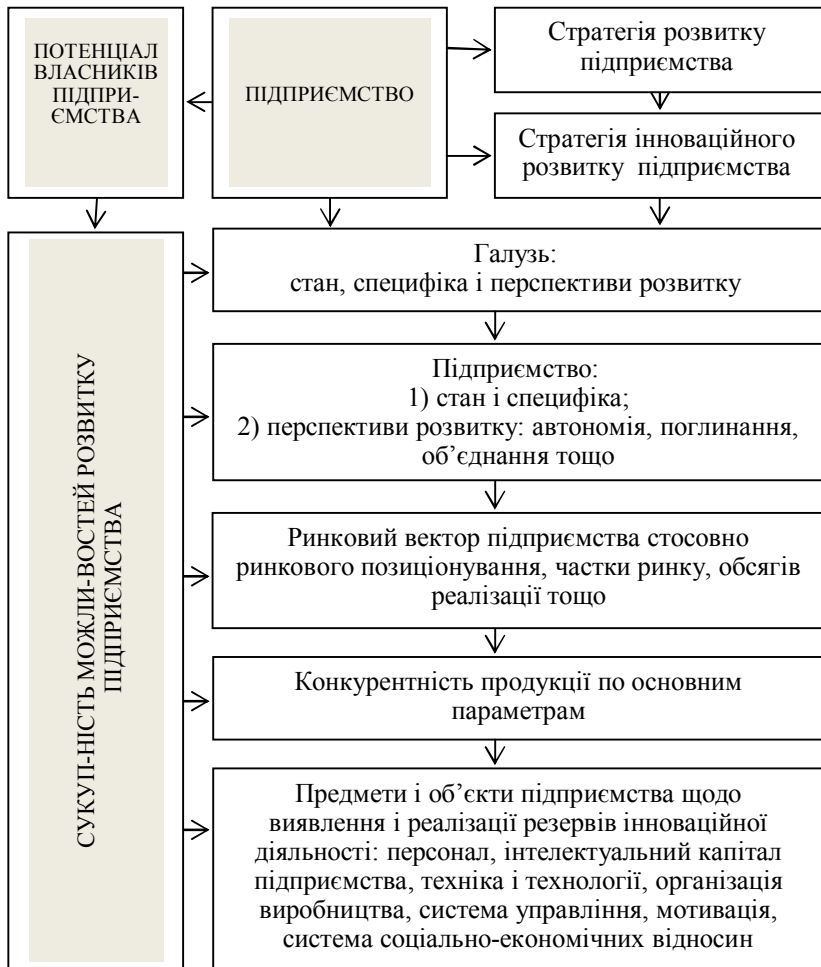 ПОТЕНЦІАЛ
ВЛАСНИКІВ
ПІДПРИ-
ЄМСТВА
ПІДПРИЄМСТВО
Стратегія розвитку
підприємства
Стратегія інноваційного
розвитку підприємства
СУКУП-НІСТЬ МОЖЛИ-ВОСТЕЙ РОЗВИТКУ
ПІДПРИЄМСТВА
Галузь:
стан, специфіка і перспективи розвитку
Підприємство:
1) стан і специфіка;
2) перспективи розвитку: автономія, поглинання,
об’єднання тощо
Ринковий вектор підприємства стосовно
ринкового позиціонування, частки ринку, обсягів
реалізації тощо
Конкурентність продукції по основним
параметрам
Предмети і об’єкти підприємства щодо
виявлення і реалізації резервів інноваційної
діяльності: персонал, інтелектуальний капітал
підприємства, техніка і технології, організація
виробництва, система управління, мотивація,
система соціально-економічних відносин